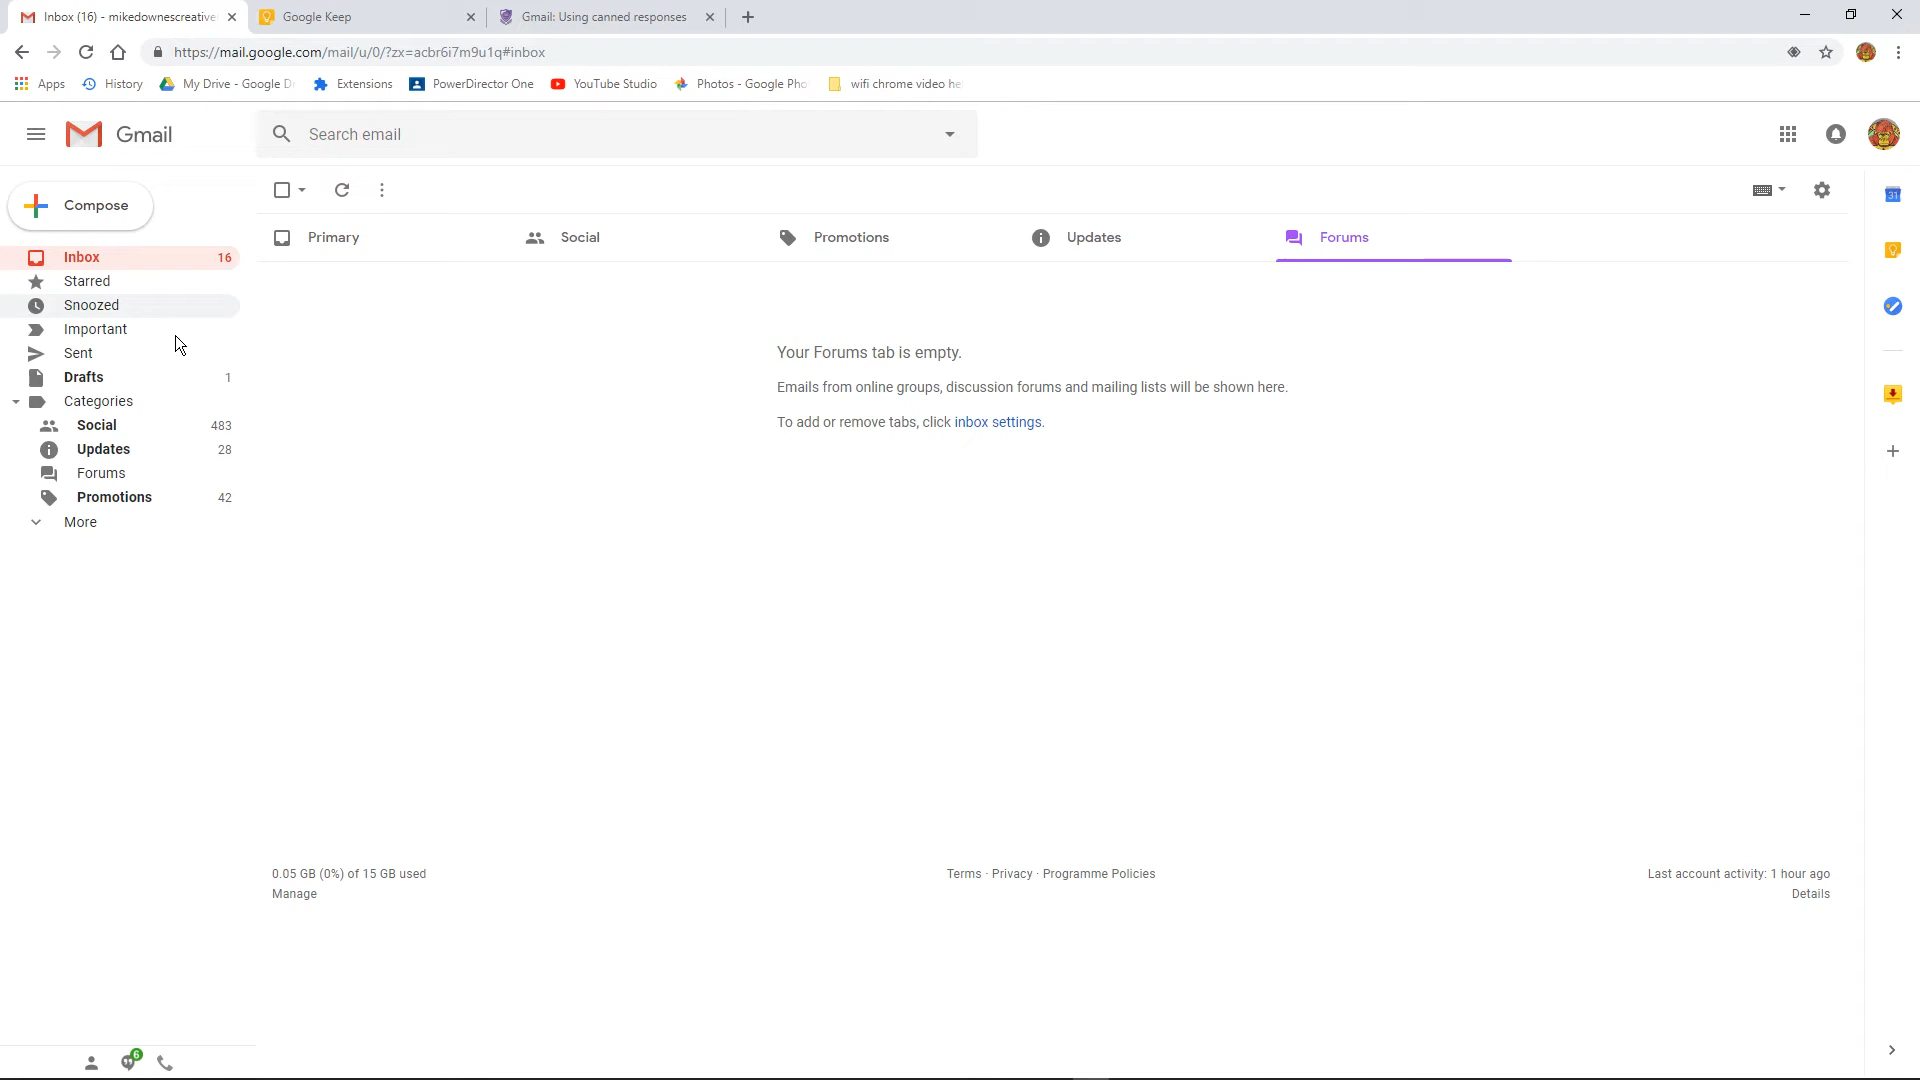 Inbox (16) - mikedownescreative
Google Keep
Gmail: Using canned responses
https://mail.google.com/mail/u/0/?zx=acbr6i7m9u1q#inbox
Apps
History
My Drive - Google Dr
Extensions
PowerDirector One
YouTube Studio
Photos - Google Pho
wifi chrome video he
Gmail
Search email
Compose
Inbox 16
Starred
Snoozed
Important
Sent
Drafts 1
Categories
Social 483
Updates 28
Forums
Promotions 42
More
Primary
Social
Promotions
Updates
Forums
31
Your Forums tab is empty.
Emails from online groups, discussion forums and mailing lists will be shown here.
To add or remove tabs, click inbox settings.
0.05 GB (0%) of 15 GB used
Manage
Terms · Privacy · Programme Policies
Last account activity: 1 hour ago
Details
6